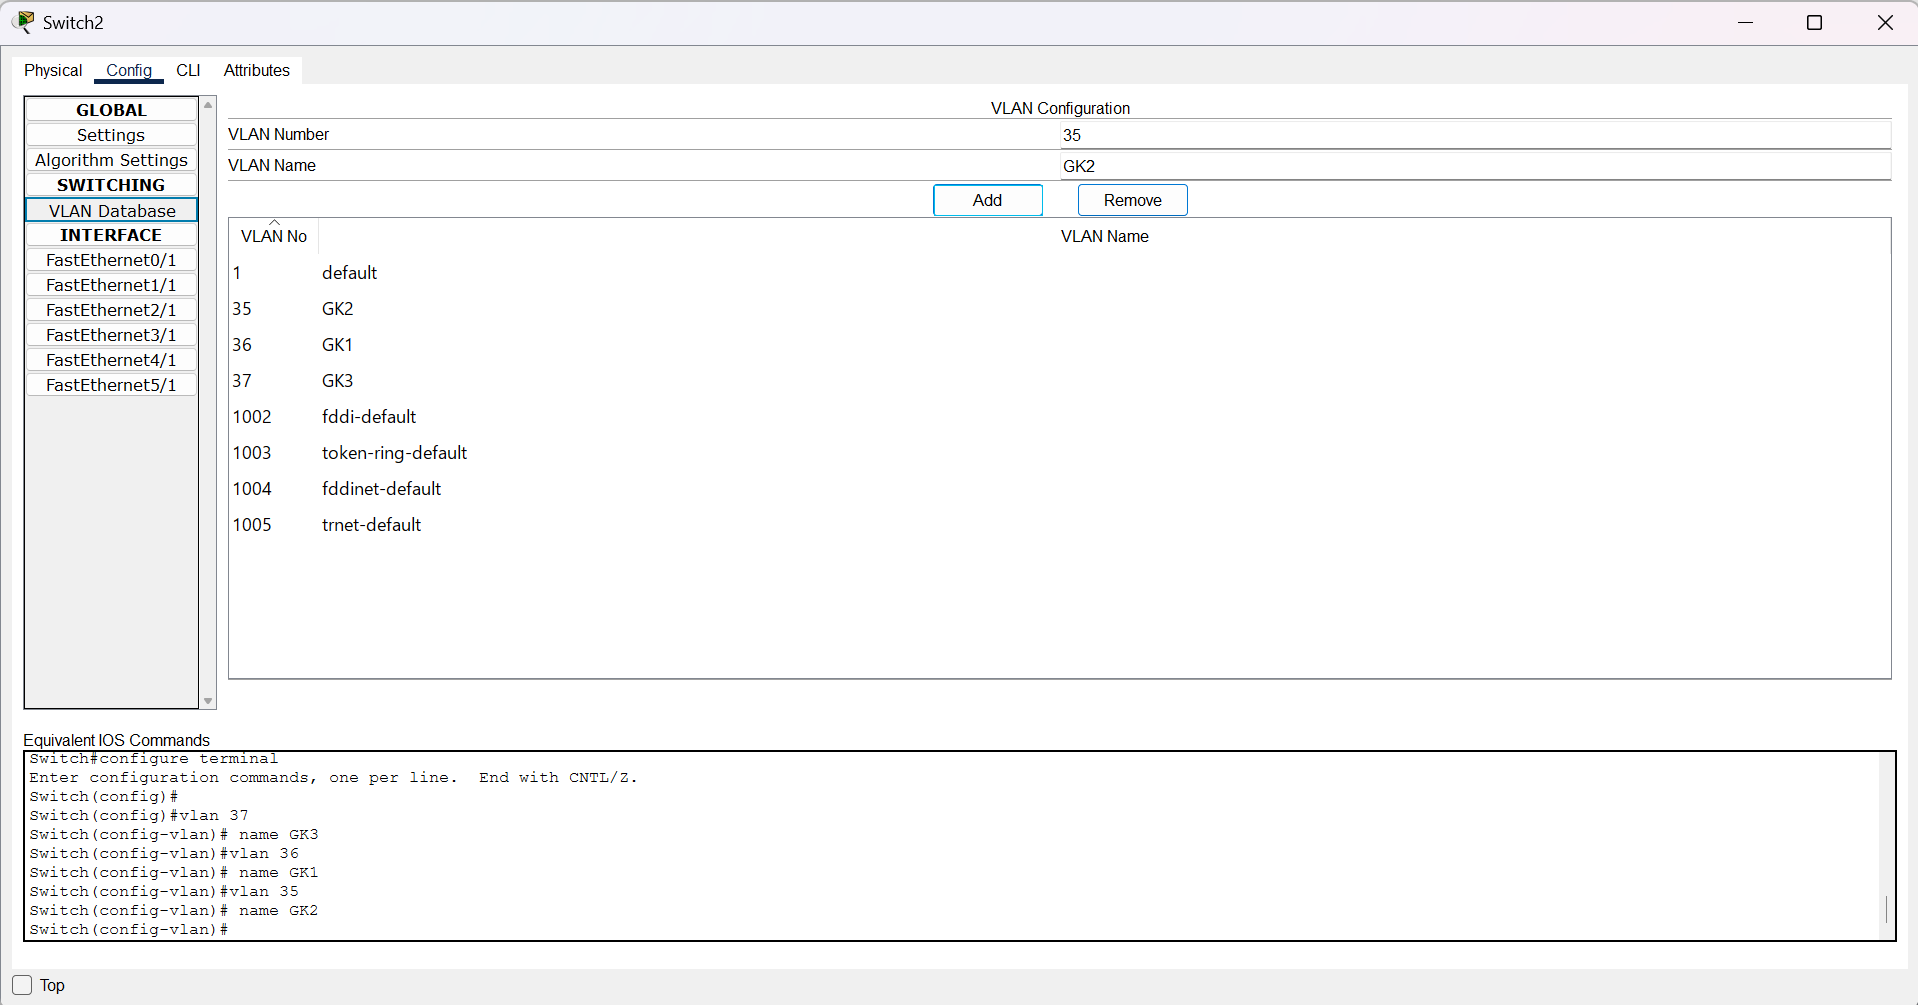 Switch2
Physical Config CLI Attributes
GLOBAL
Settings
Algorithm Settings
SWITCHING
VLAN Database
INTERFACE
FastEthernet0/1
FastEthernet1/1
FastEthernet2/1
FastEthernet3/1
FastEthernet4/1
FastEthernet5/1
VLAN Configuration
VLAN Number 35
VLAN Name GK2
Add Remove
VLAN No VLAN Name
1 default
35 GK2
36 GK1
37 GK3
1002 fddi-default
1003 token-ring-default
1004 fddinet-default
1005 trnet-default
Equivalent IOS Commands
Switch#configure terminal
Enter configuration commands, one per line.  End with CNTL/Z.
Switch(config)#
Switch(config)#vlan 37
Switch(config-vlan)# name GK3
Switch(config-vlan)#vlan 36
Switch(config-vlan)# name GK1
Switch(config-vlan)#vlan 35
Switch(config-vlan)# name GK2
Switch(config-vlan)#
Top